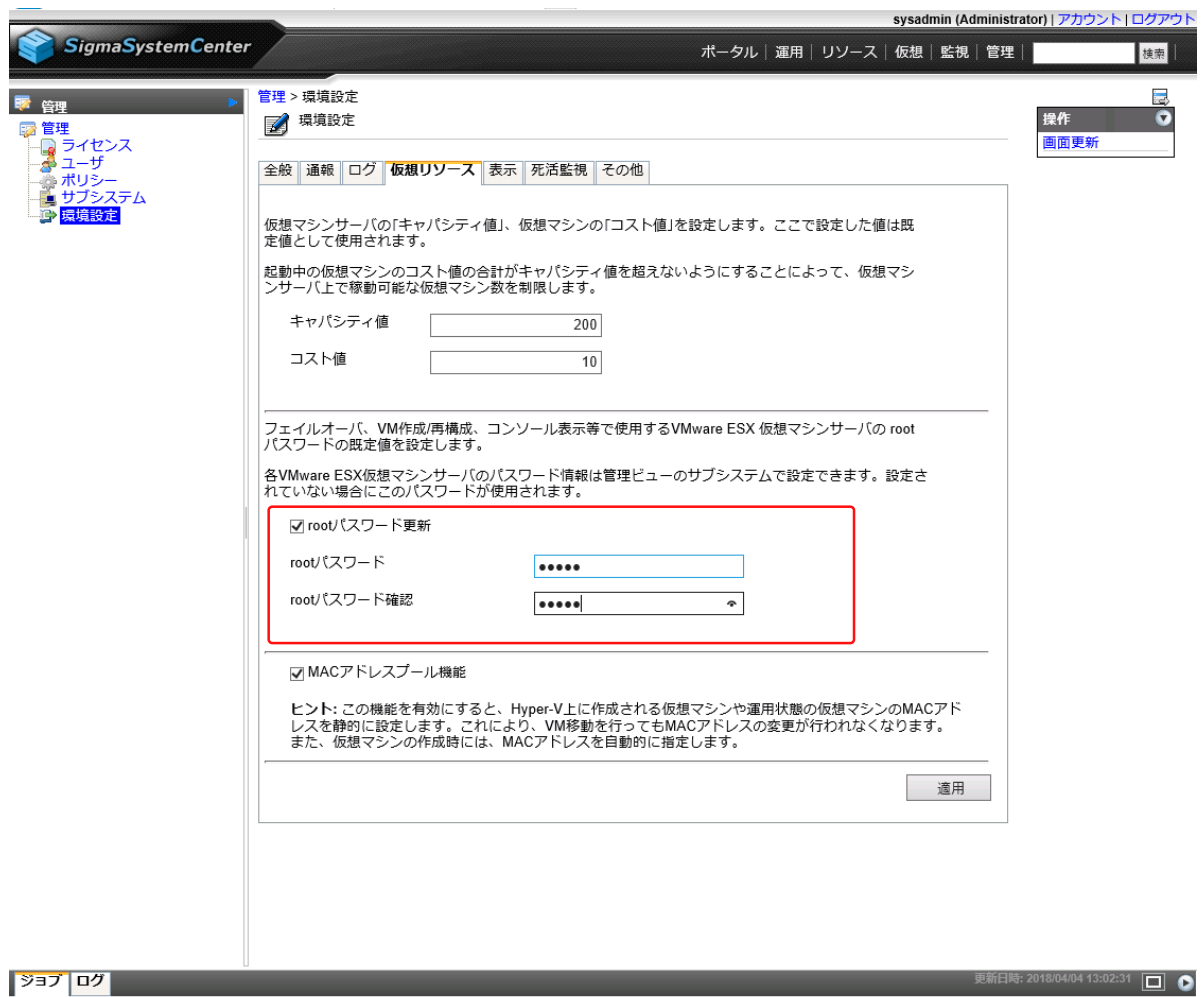 sysadmin (Administrator) | アカウント | ログアウト
SigmaSystemCenter
ポータル | 運用 | リソース | 仮想 | 監視 | 管理 |
検索
管理
管理
ライセンス
ユーザ
ポリシー
サブシステム
環境設定
管理 > 環境設定
環境設定
操作
画面更新
全般 通報 ログ 仮想リソース 表示 死活監視 その他
仮想マシンサーバの「キャパシティ値」、仮想マシンの「コスト値」を設定します。ここで設定した値は既
定値として使用されます。
起動中の仮想マシンのコスト値の合計がキャパシティ値を超えないようにすることによって、仮想マシ
ンサーバ上で稼動可能な仮想マシン数を制限します。
キャパシティ値 200
コスト値 10
フェイルオーバ、VM作成/再構成、コンソール表示等で使用するVMware ESX 仮想マシンサーバの root
パスワードの既定値を設定します。
各VMware ESX仮想マシンサーバのパスワード情報は管理ビューのサブシステムで設定できます。設定さ
れていない場合にこのパスワードが使用されます。
rootパスワード更新
rootパスワード ●●●●●
rootパスワード確認 ●●●●●
MACアドレスプール機能
ヒント: この機能を有効にすると、Hyper-V上に作成される仮想マシンや運用状態の仮想マシンのMACアド
レスを静的に設定します。これにより、VM移動を行ってもMACアドレスの変更が行われなくなります。
また、仮想マシンの作成時には、MACアドレスを自動的に指定します。
適用
ジョブ ログ
更新日時: 2018/04/04 13:02:31